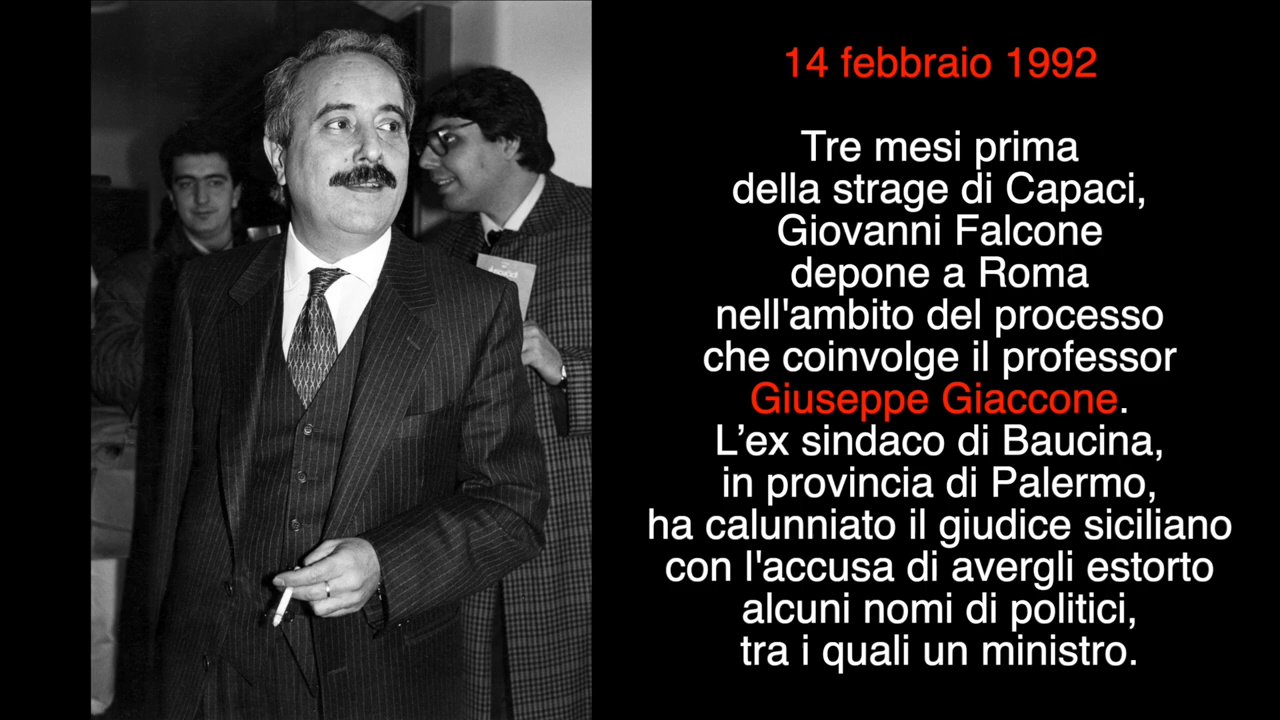 14 febbraio 1992
Tre mesi prima
della strage di Capaci,
Giovanni Falcone
depone a Roma
nell'ambito del processo
che coinvolge il professor
Giuseppe Giaccone.
L’ex sindaco di Baucina,
in provincia di Palermo,
ha calunniato il giudice siciliano
con l'accusa di avergli estorto
alcuni nomi di politici,
tra i quali un ministro.